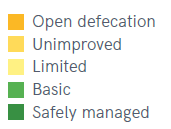 Open defecation
Unimproved
Limited
Basic
Safely managed